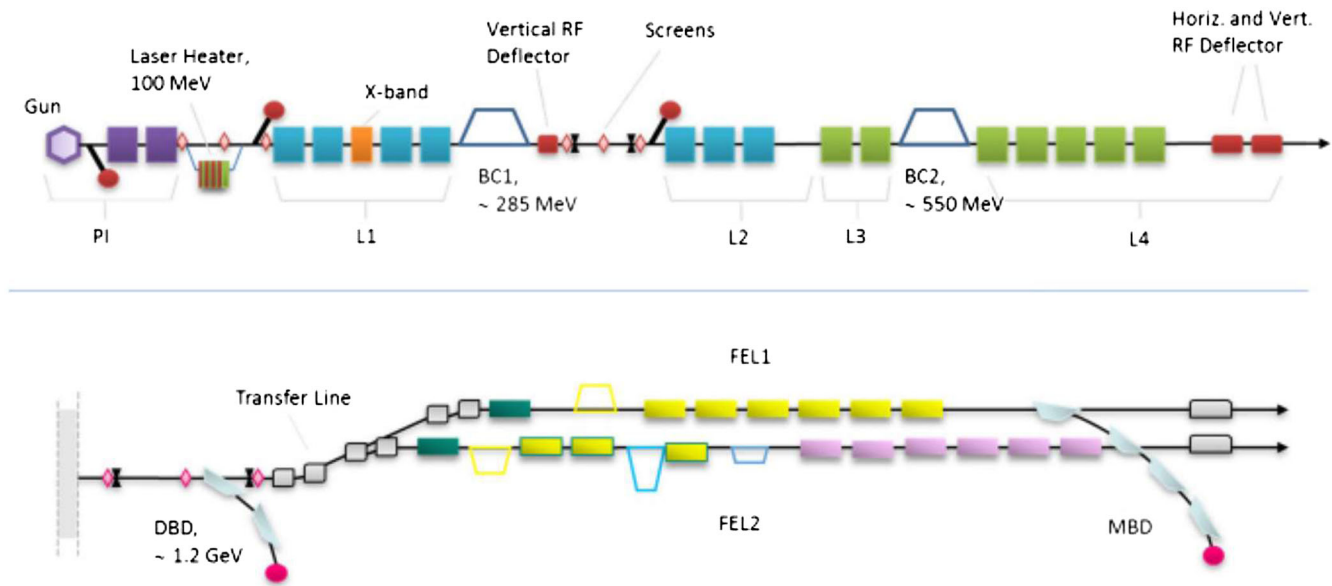 Gun
Laser Heater,
100 MeV
X-band
Vertical RF
Deflector
Screens
Horiz. and Vert.
RF Deflector
BC1,
~ 285 MeV
BC2,
~ 550 MeV
PI
L1
L2
L3
L4
Transfer Line
FEL1
FEL2
DBD,
~ 1.2 GeV
MBD